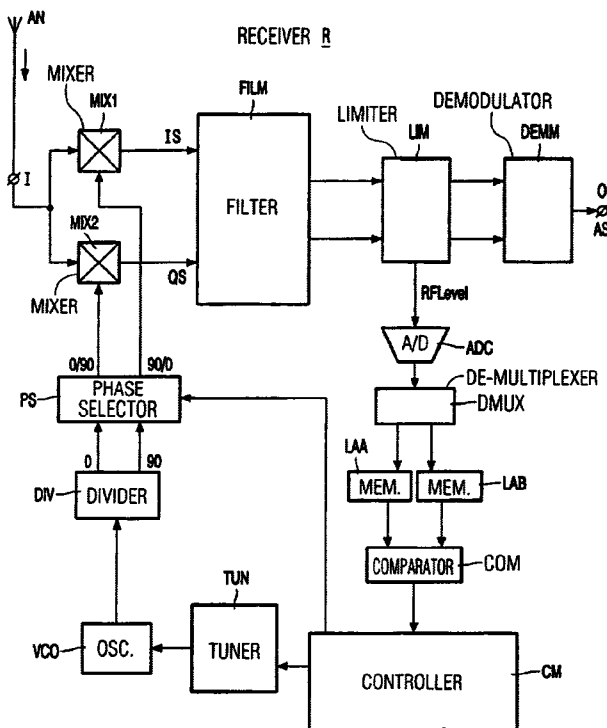 AN
RECEIVER R
MIXER
MIX1
IS
FILM
FILTER
LIMITER
LIM
DEMODULATOR
DEMM
I
O
AS
MIX2
MIXER
QS
RFLevel
A/D
ADC
0/90
90/0
DE-MULTIPLEXER
DMUX
PS
PHASE
SELECTOR
0
90
LAA
MEM.
MEM.
LAB
DIV
DIVIDER
COMPARATOR
COM
TUN
VCO
OSC.
TUNER
CONTROLLER
CM